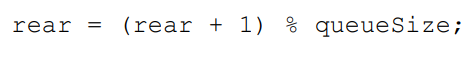 rear = (rear + 1) % queueSize;